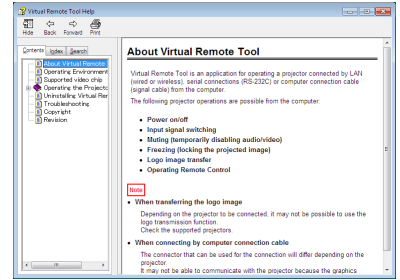 Virtual Remote Tool Help
Hide Back Forward Print
Contents Index Search
About Virtual Remote
Operating Environment
Supported video chip
Operating the Projecto
Uninstalling Virtual Rer
Troubleshooting
Copyright
Revision
About Virtual Remote Tool
Virtual Remote Tool is an application for operating a projector connected by LAN
(wired or wireless), serial connections (RS-232C) or computer connection cable
(signal cable) from the computer.
The following projector operations are possible from the computer:
• Power on/off
• Input signal switching
• Muting (temporarily disabling audio/video)
• Freezing (locking the projected image)
• Logo image transfer
• Operating Remote Control
Note
• When transferring the logo image
Depending on the projector to be connected, it may not be possible to use the
logo transmission function.
Check the supported projectors.
• When connecting by computer connection cable
The connector that can be used for the connection will differ depending on the
projector.
It may not be able to communicate with the projector because the graphics